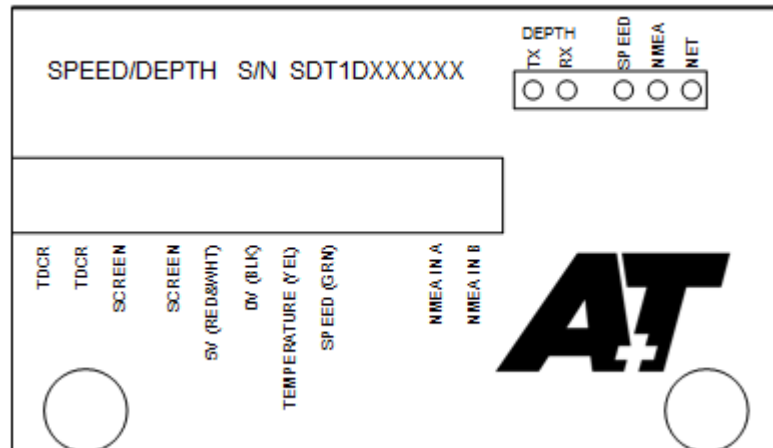 SPEED/DEPTH S/N SDT1DXXXXXX
DEPTH
TX
RX
SPEED
NMEA
NET
TDCR
TDCR
SCREEN
SCREEN
5V (RED&WHT)
0V (BLK)
TEMPERATURE (YEL)
SPEED (GRN)
NMEA IN A
NMEA IN B
A+T